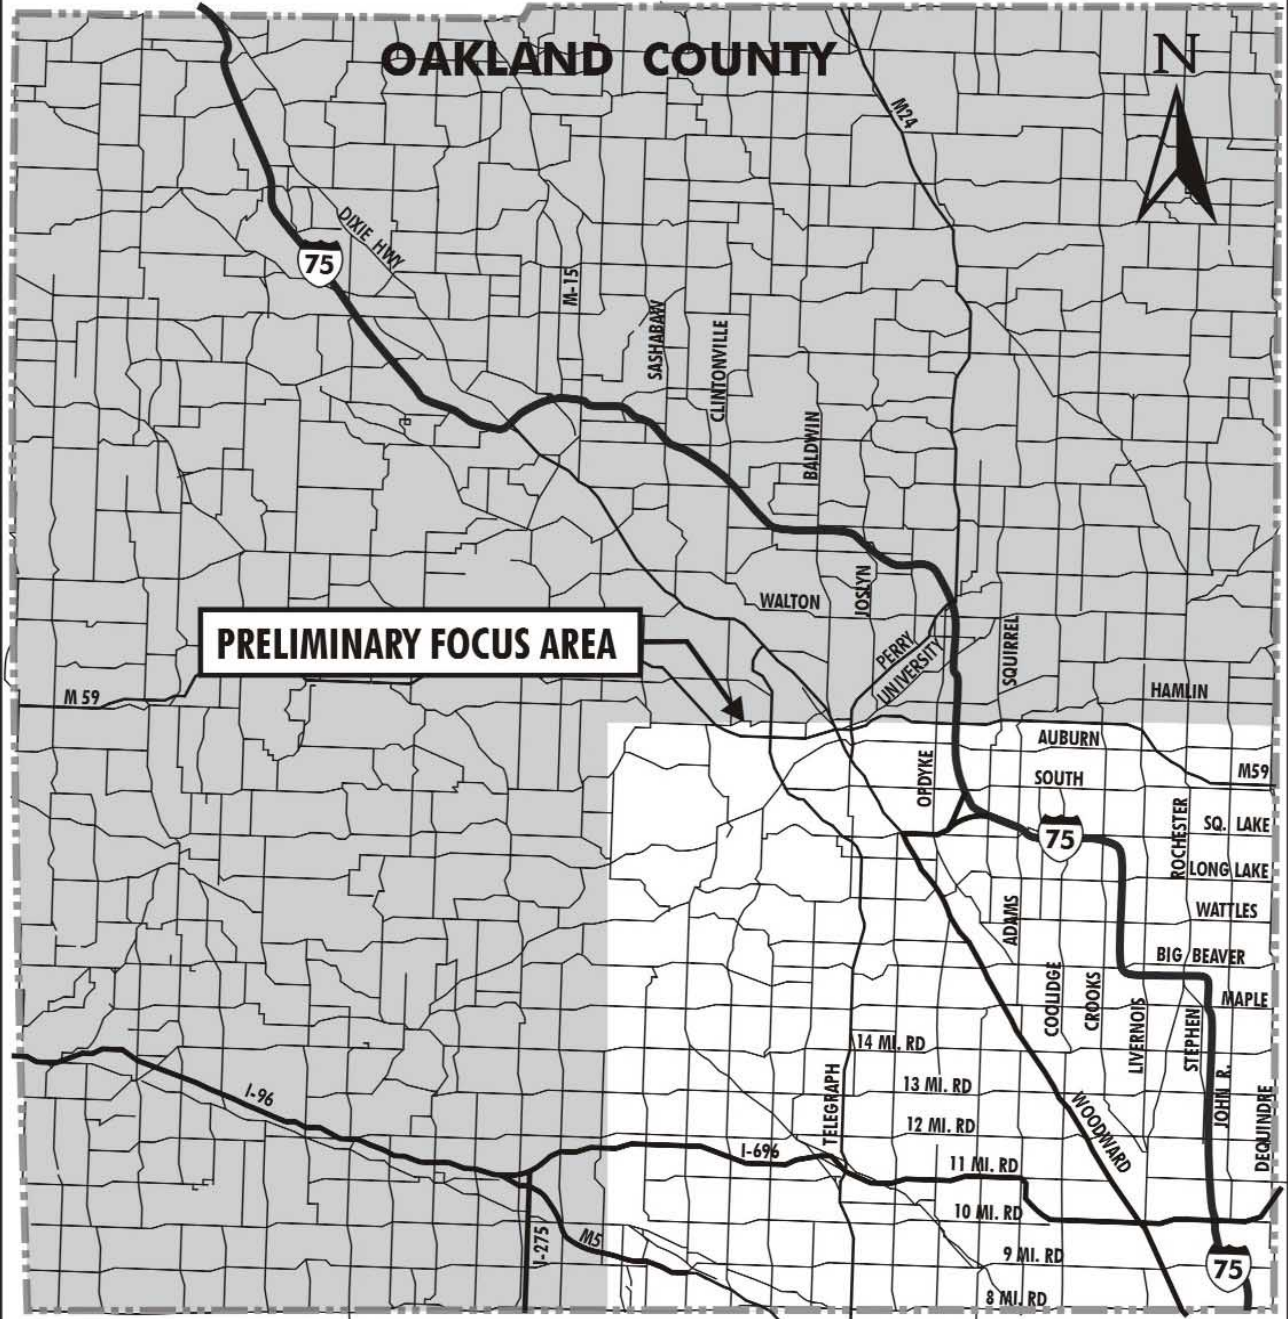 OAKLAND COUNTY
N
M24
DIXIE HWY
75
M-15
SASHABAW
CLINTONVILLE
BALDWIN
JOSLYN
WALTON
PERRY
UNIVERSITY
SQUIRREL
PRELIMINARY FOCUS AREA
HAMLIN
M 59
AUBURN
OPDYKE
SOUTH
M59
75
ROCHESTER
SQ. LAKE
LONG LAKE
ADAMS
WATTLES
BIG BEAVER
COOLIDGE
CROOKS
LIVERNOIS
STEPHEN
MAPLE
14 MI. RD
TELEGRAPH
13 MI. RD
JOHN R.
DEQUINDRE
I-96
12 MI. RD
WOODWARD
I-696
11 MI. RD
10 MI. RD
I-275
M5
9 MI. RD
75
8 MI. RD